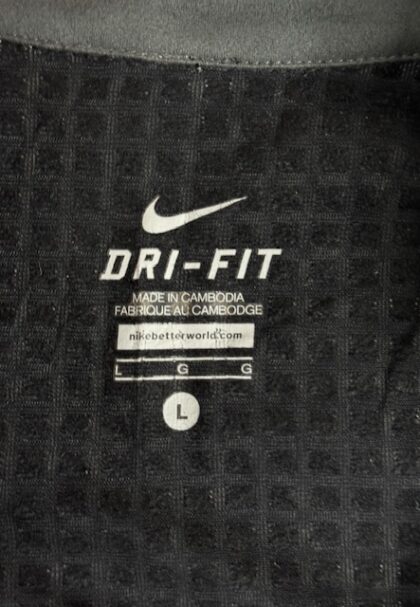 DRI-FIT
MADE IN CAMBODIA
FABRIQUE AU CAMBODGE
nikebetterworld.com
L G G
L